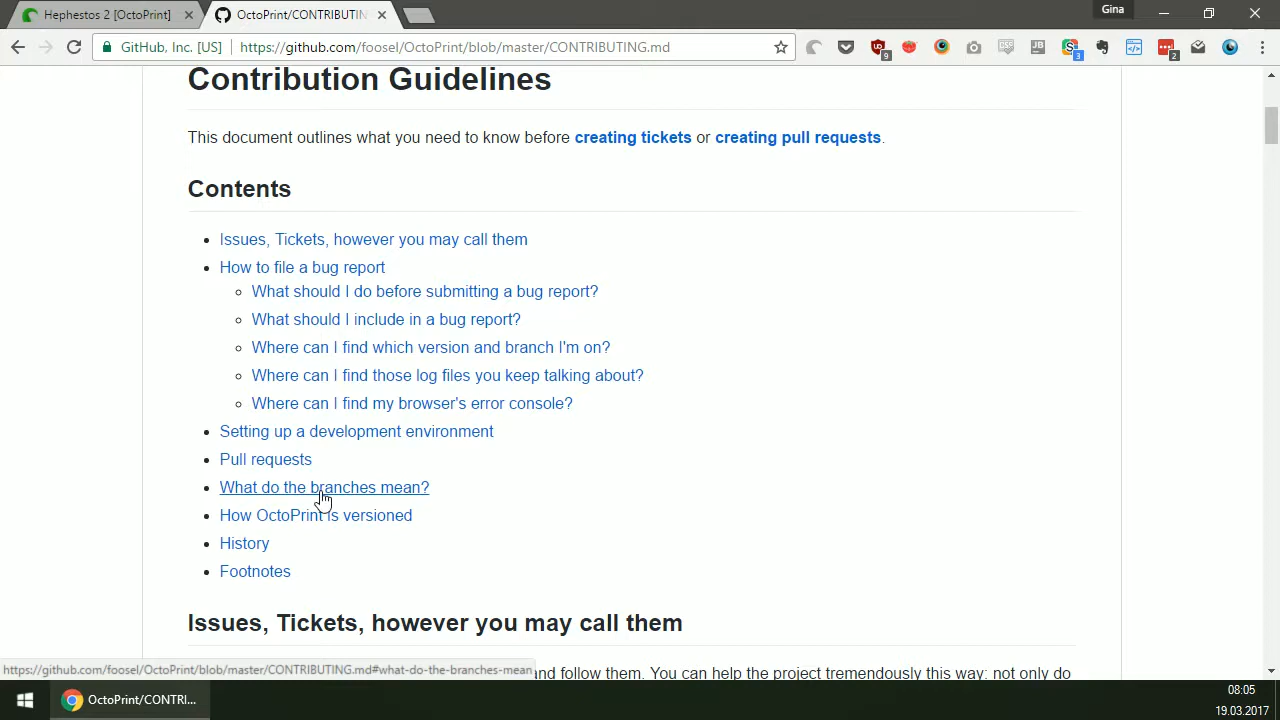 Hephestos 2 [OctoPrint]
OctoPrint/CONTRIBUTIN
Gina
GitHub, Inc. [US]
https://github.com/foosel/OctoPrint/blob/master/CONTRIBUTING.md
9
JB
3
2
Contribution Guidelines
This document outlines what you need to know before creating tickets or creating pull requests.
Contents
Issues, Tickets, however you may call them
How to file a bug report
What should I do before submitting a bug report?
What should I include in a bug report?
Where can I find which version and branch I'm on?
Where can I find those log files you keep talking about?
Where can I find my browser's error console?
Setting up a development environment
Pull requests
What do the branches mean?
How OctoPrint is versioned
History
Footnotes
Issues, Tickets, however you may call them
https://github.com/foosel/OctoPrint/blob/master/CONTRIBUTING.md#what-do-the-branches-mean
and follow them. You can help the project tremendously this way: not only do
OctoPrint/CONTRI...
08:05
19.03.2017